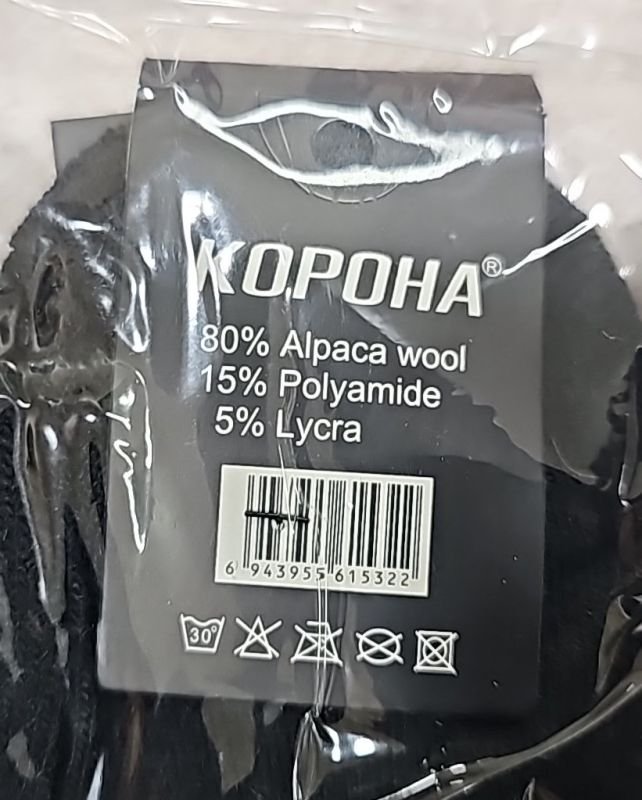 КОРОНА®
80% Alpaca wool
15% Polyamide
5% Lycra
6 943955 615322
30°